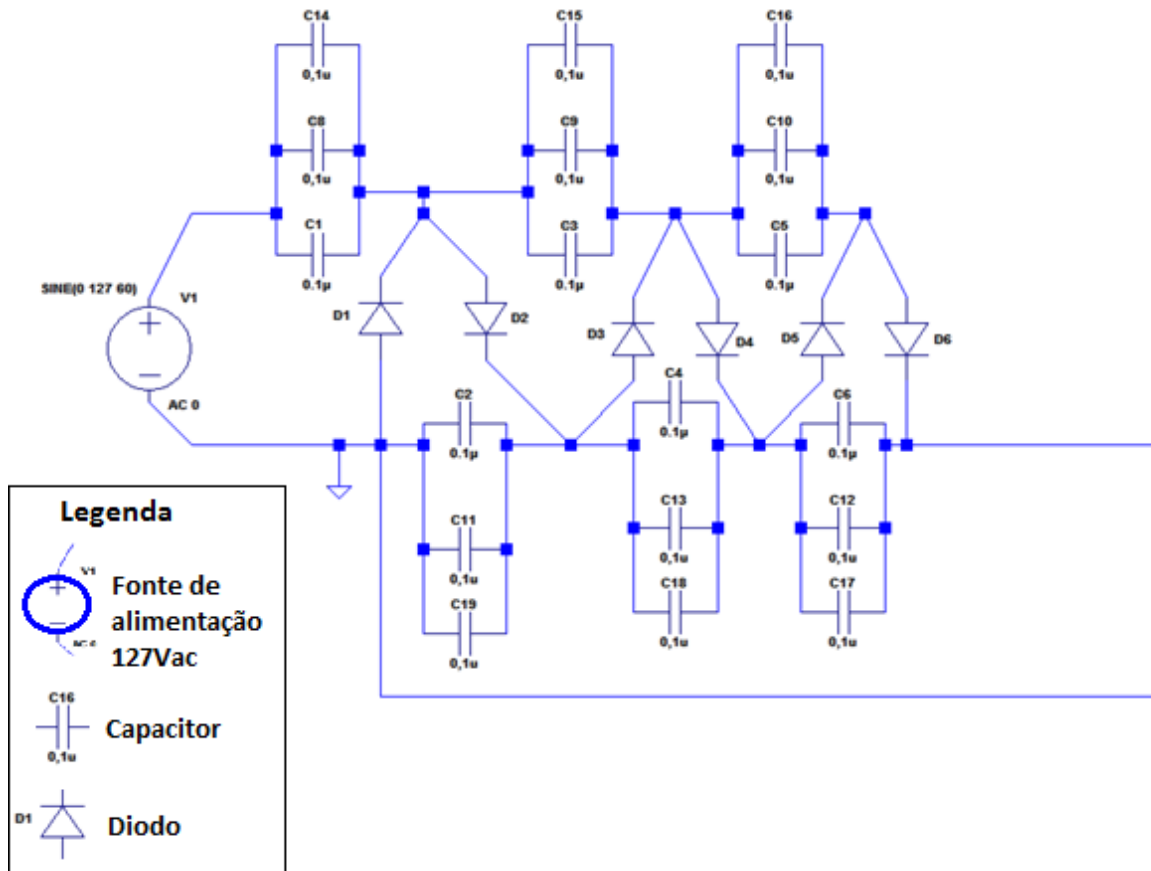 C14
C15
C16
0,1u
0,1u
0,1u
C8
C9
C10
0,1u
0,1u
0,1u
C1
C3
C5
0.1µ
0.1µ
0.1µ
SINE(0 127 60)
V1
D1
D2
D3
D4
D5
D6
AC 0
C2
C4
C6
0.1µ
0.1µ
0.1µ
C11
C13
C12
0,1u
0,1u
0,1u
C19
C18
C17
0,1u
0,1u
0,1u
Legenda
V1
Fonte de
alimentação
127Vac
AC 0
C16
Capacitor
0,1u
D1
Diodo